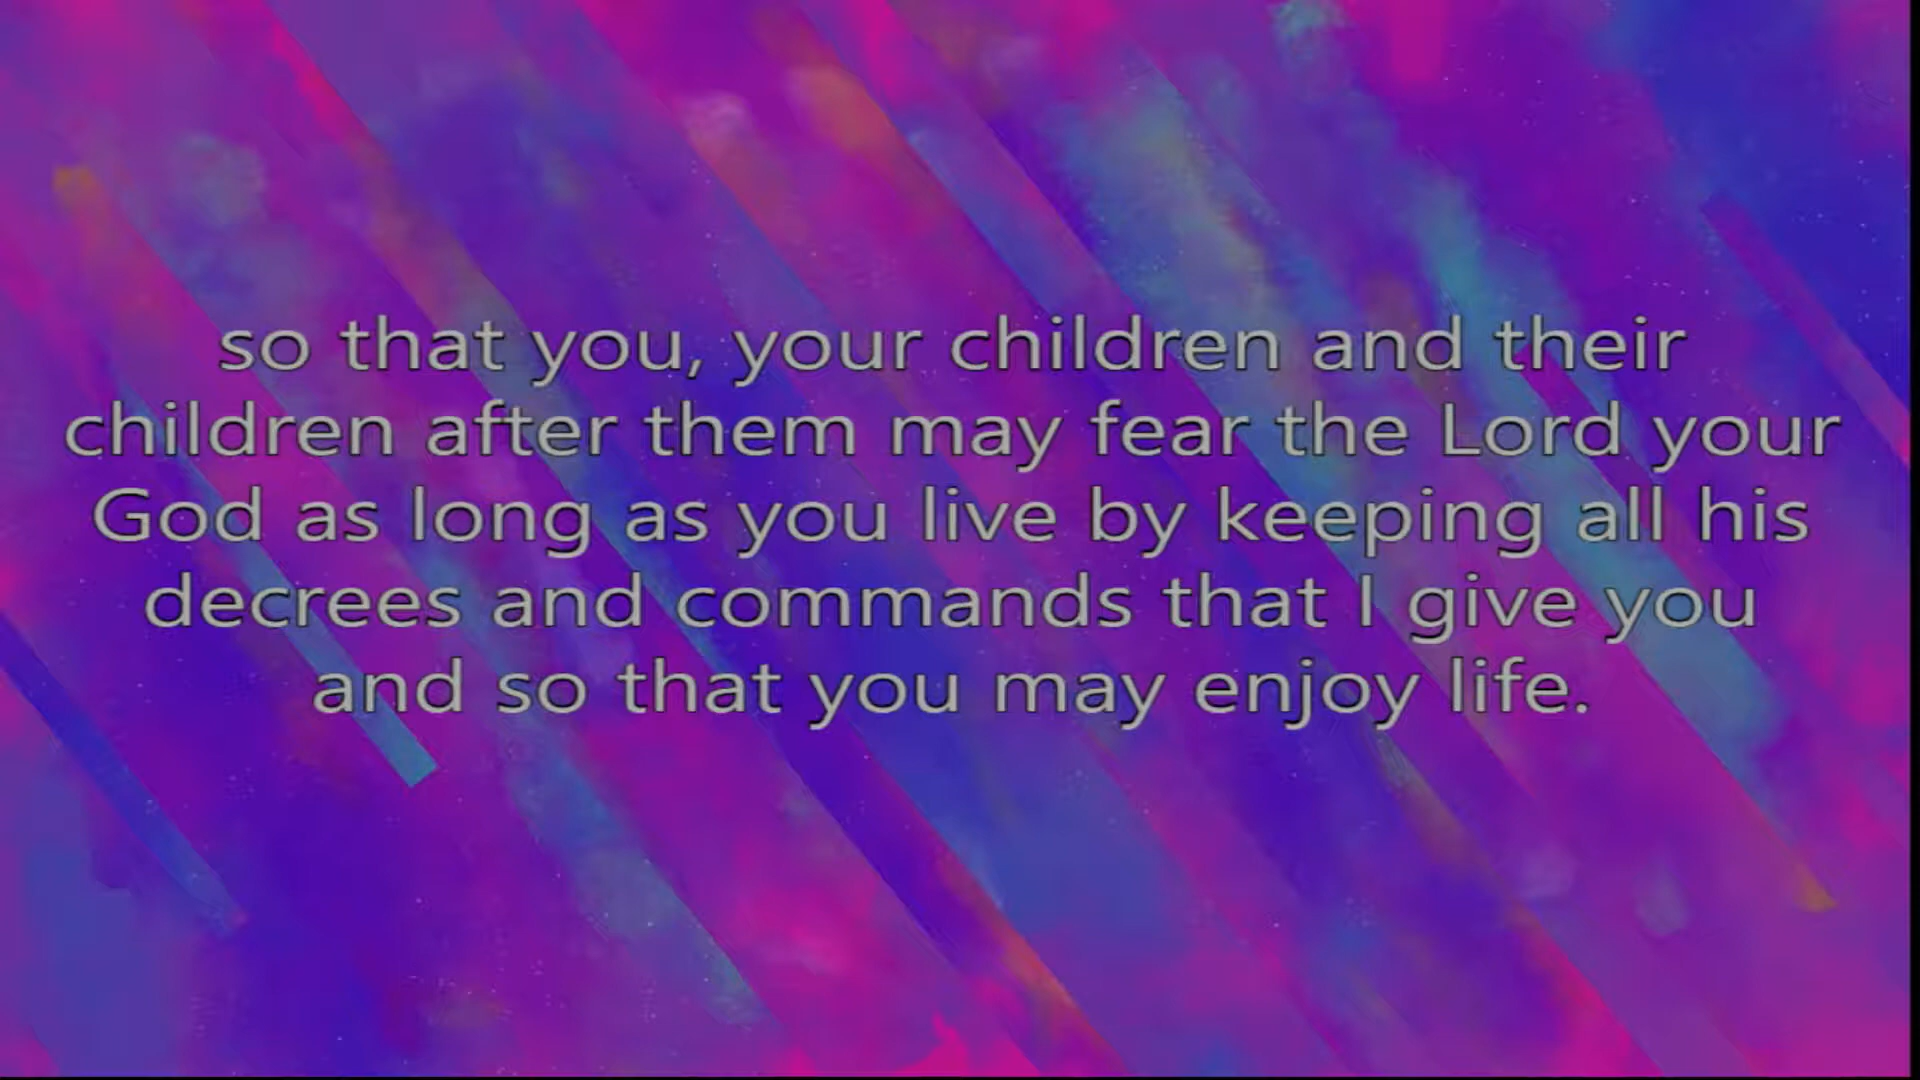 so that you, your children and their
children after them may fear the Lord your
God as long as you live by keeping all his
decrees and commands that I give you
and so that you may enjoy life.